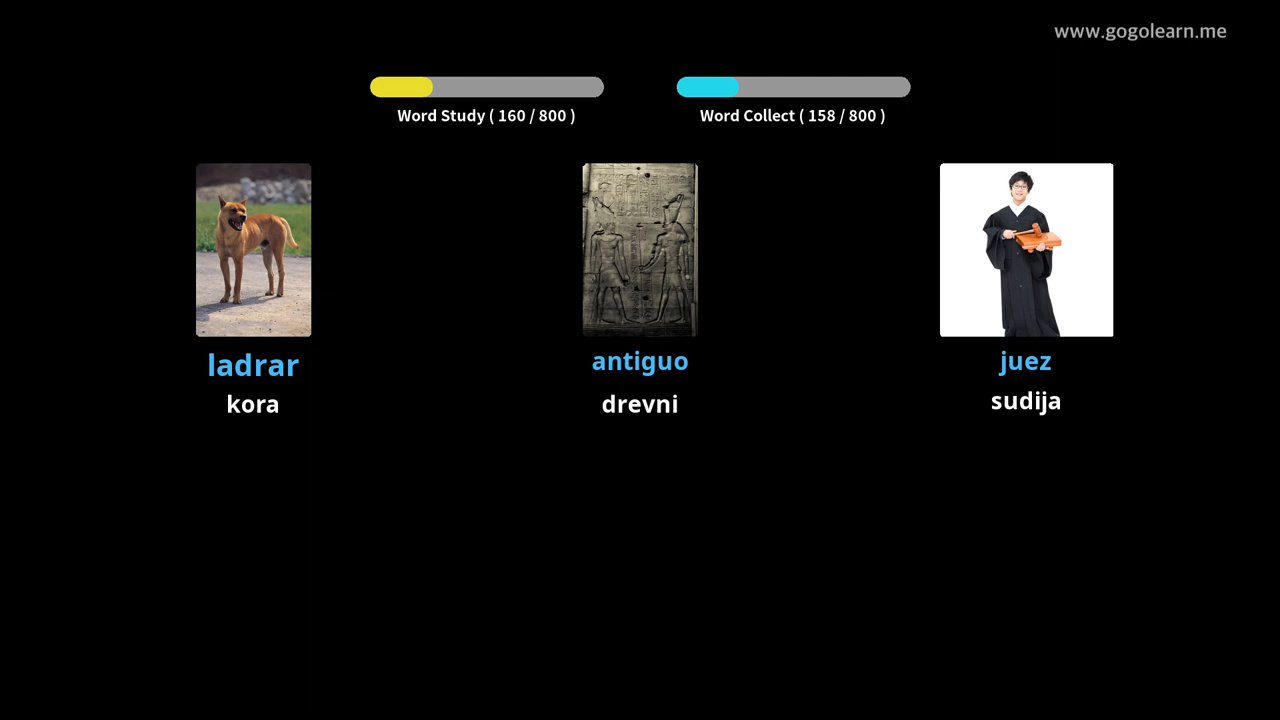 www.gogolearn.me
Word Study ( 160 / 800 )
Word Collect ( 158 / 800 )
ladrar
kora
antiguo
drevni
juez
sudija